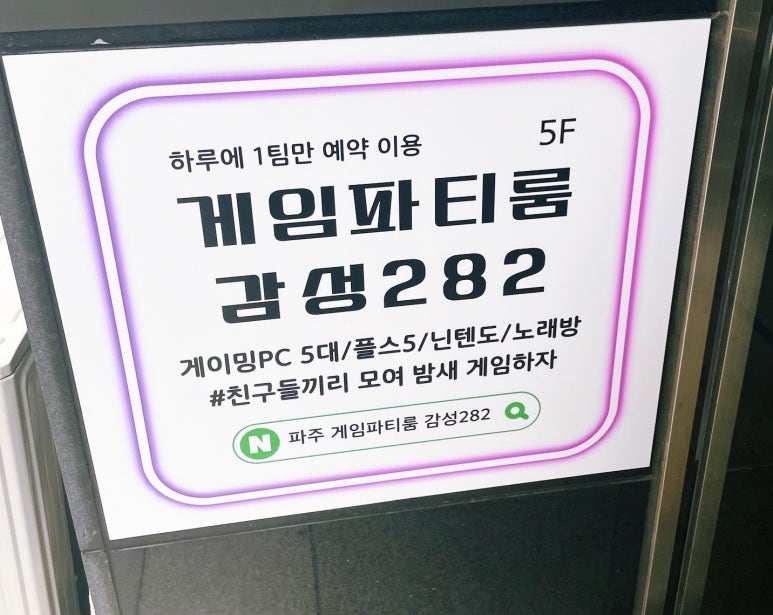 하루에 1팀만 예약 이용
5F
게임파티룸
감성282
게이밍PC 5대/플스5/닌텐도/노래방
#친구들끼리 모여 밤새 게임하자
N 파주 게임파티룸 감성282